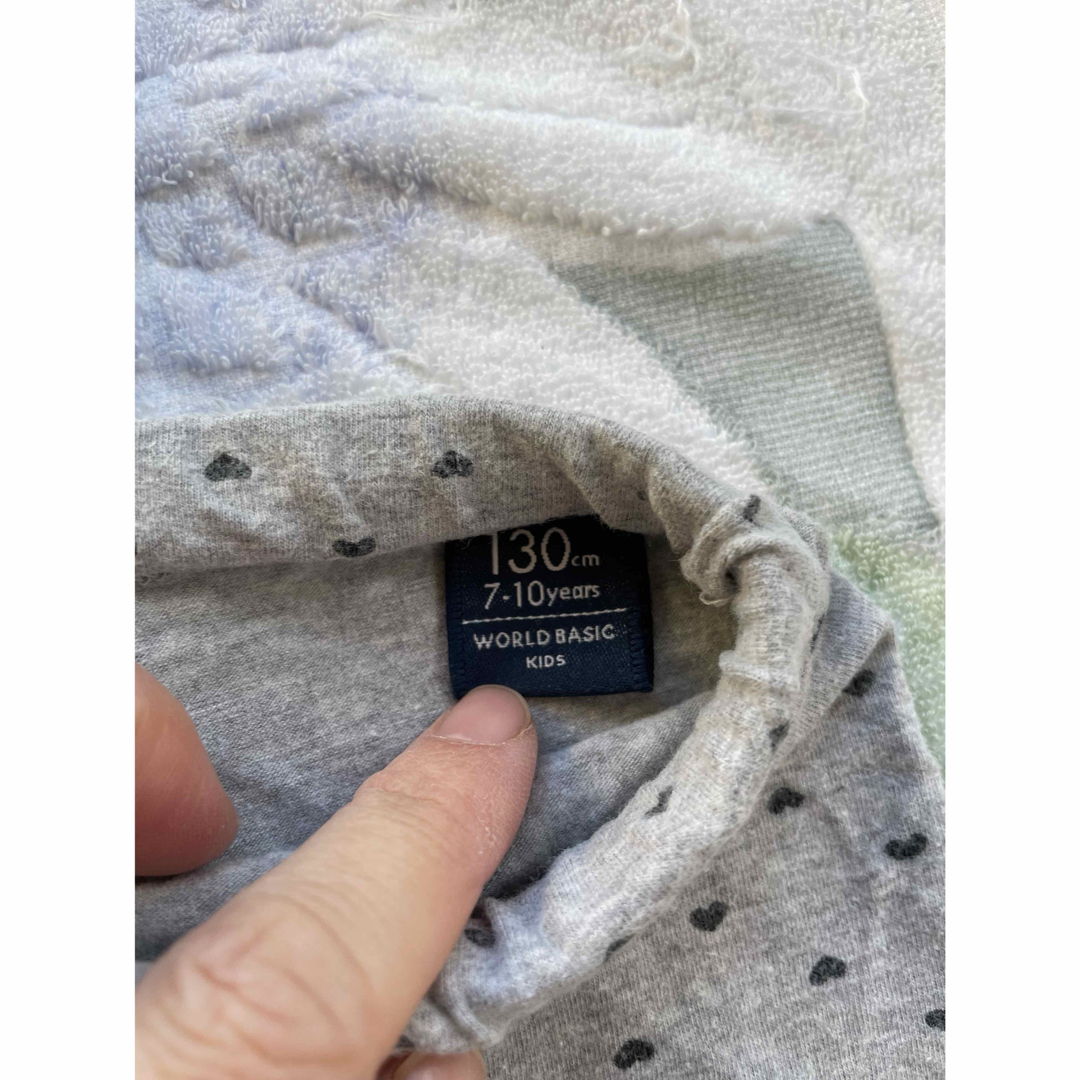 130cm
7-10years
WORLD BASIC
KIDS